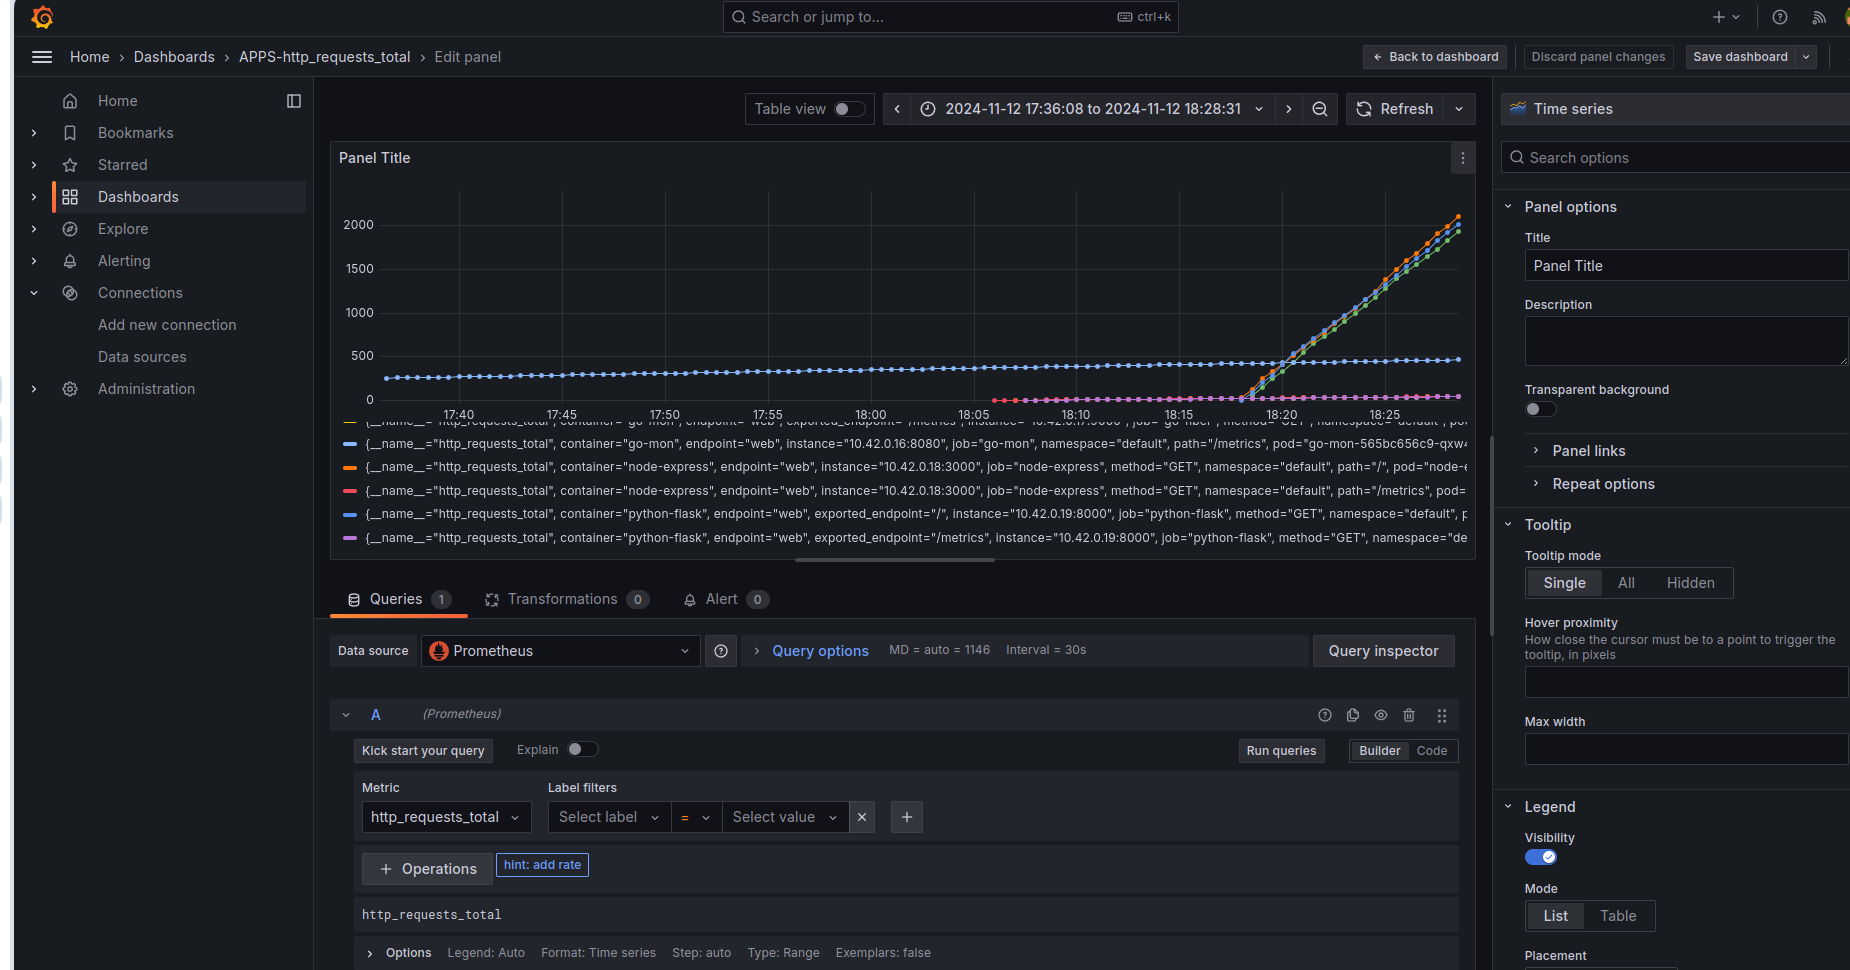 Search or jump to...
ctrl+k
Home › Dashboards › APPS-http_requests_total › Edit panel
Back to dashboard
Discard panel changes
Save dashboard
Home
Bookmarks
Starred
Dashboards
Explore
Alerting
Connections
Add new connection
Data sources
Administration
Table view
2024-11-12 17:36:08 to 2024-11-12 18:28:31
Refresh
Panel Title
2000
1500
1000
500
0
17:40 17:45 17:50 17:55 18:00 18:05 18:10 18:15 18:20 18:25
{__name__="http_requests_total", container="go-mon", endpoint="web", instance="10.42.0.16:8080", job="go-mon", namespace="default", path="/metrics", pod="go-mon-565bc656c9-qxw4
{__name__="http_requests_total", container="node-express", endpoint="web", instance="10.42.0.18:3000", job="node-express", method="GET", namespace="default", path="/", pod="node-e
{__name__="http_requests_total", container="node-express", endpoint="web", instance="10.42.0.18:3000", job="node-express", method="GET", namespace="default", path="/metrics", pod=
{__name__="http_requests_total", container="python-flask", endpoint="web", exported_endpoint="/", instance="10.42.0.19:8000", job="python-flask", method="GET", namespace="default", p
{__name__="http_requests_total", container="python-flask", endpoint="web", exported_endpoint="/metrics", instance="10.42.0.19:8000", job="python-flask", method="GET", namespace="de
Queries 1
Transformations 0
Alert 0
Data source
Prometheus
Query options
MD = auto = 1146
Interval = 30s
Query inspector
A
(Prometheus)
Kick start your query
Explain
Run queries
Builder
Code
Metric
Label filters
http_requests_total
Select label
=
Select value
+ Operations
hint: add rate
http_requests_total
Options
Legend: Auto
Format: Time series
Step: auto
Type: Range
Exemplars: false
Time series
Search options
Panel options
Title
Panel Title
Description
Transparent background
Panel links
Repeat options
Tooltip
Tooltip mode
Single
All
Hidden
Hover proximity
How close the cursor must be to a point to trigger the
tooltip, in pixels
Max width
Legend
Visibility
Mode
List
Table
Placement